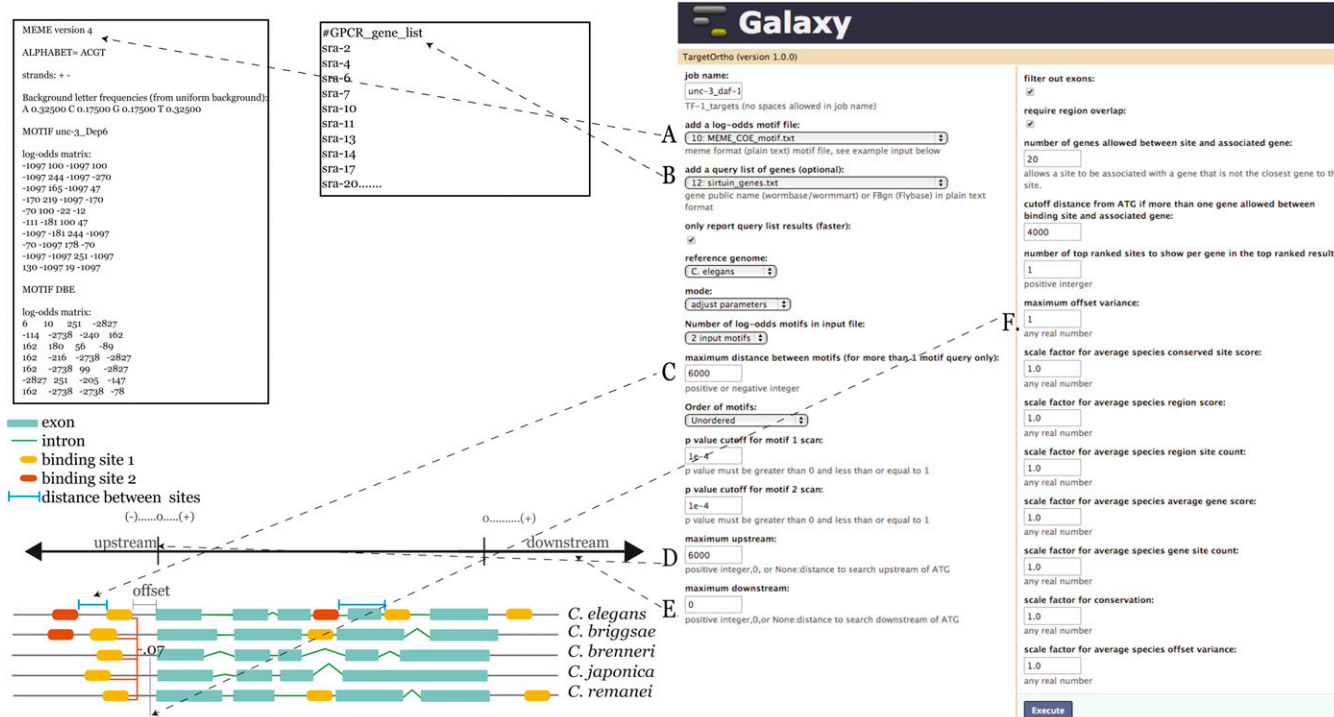 MEME version 4
ALPHABET= ACGT
strands: + -
Background letter frequencies (from uniform background):
A 0.32500 C 0.17500 G 0.17500 T 0.32500
MOTIF unc-3_Dep6
log-odds matrix:
-1097 100 -1097 100
-1097 244 -1097 -270
-1097 165 -1097 47
-170 219 -1097 -170
-70 100 -22 -12
-111 -181 100 47
-1097 -181 244 -1097
-70 -1097 178 -70
-1097 -1097 251 -1097
130 -1097 19 -1097
MOTIF DBE
log-odds matrix:
6 10 251 -2827
-114 -2738 -240 162
162 180 56 -89
162 -216 -2738 -2827
162 -2738 99 -2827
-2827 251 -205 -147
162 -2738 -2738 -78
#GPCR_gene_list
sra-2
sra-4
sra-6
sra-7
sra-10
sra-11
sra-13
sra-14
sra-17
sra-20.......
exon
intron
binding site 1
binding site 2
distance between sites
(-)......0.....(+)
0..........(+)
upstream
downstream
offset
C. elegans
C. briggsae
.07
C. brenneri
C. japonica
C. remanei
Galaxy
TargetOrtho (version 1.0.0)
job name:
unc-3_daf-1
TF-1_targets (no spaces allowed in job name)
A
add a log-odds motif file:
10: MEME_COE_motif.txt
meme format (plain text) motif file, see example input below
B
add a query list of genes (optional):
12: sirtuin_genes.txt
gene public name (wormbase/wormmart) or FBgn (Flybase) in plain text
format
only report query list results (faster):
reference genome:
C. elegans
mode:
adjust parameters
Number of log-odds motifs in input file:
2 input motifs
C
maximum distance between motifs (for more than 1 motif query only):
6000
positive or negative integer
Order of motifs:
Unordered
p value cutoff for motif 1 scan:
1e-4
p value must be greater than 0 and less than or equal to 1
p value cutoff for motif 2 scan:
1e-4
p value must be greater than 0 and less than or equal to 1
D
maximum upstream:
6000
positive integer,0, or None:distance to search upstream of ATG
E
maximum downstream:
0
positive integer,0,or None:distance to search downstream of ATG
filter out exons:
require region overlap:
number of genes allowed between site and associated gene:
20
allows a site to be associated with a gene that is not the closest gene to th
site.
cutoff distance from ATG if more than one gene allowed between
binding site and associated gene:
4000
number of top ranked sites to show per gene in the top ranked result
1
positive interger
F.
maximum offset variance:
1
any real number
scale factor for average species conserved site score:
1.0
any real number
scale factor for average species region score:
1.0
any real number
scale factor for average species region site count:
1.0
any real number
scale factor for average species average gene score:
1.0
any real number
scale factor for average species gene site count:
1.0
any real number
scale factor for conservation:
1.0
any real number
scale factor for average species offset variance:
1.0
any real number
Execute